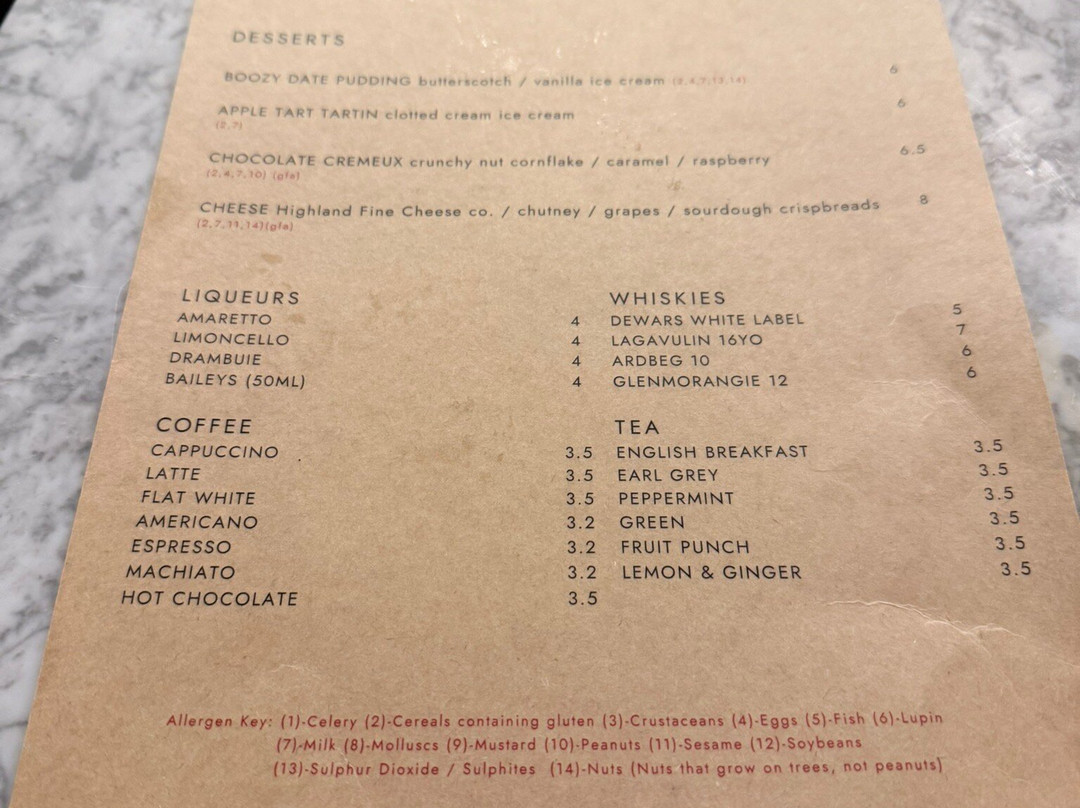 DESSERTS
BOOZY DATE PUDDING butterscotch / vanilla ice cream (2,4,7,13,14) 6
APPLE TART TARTIN clotted cream ice cream 6
(2,7)
CHOCOLATE CREMEUX crunchy nut cornflake / caramel / raspberry 6.5
(2,4,7,10) (gfa)
CHEESE Highland Fine Cheese co. / chutney / grapes / sourdough crispbreads 8
(2,7,11,14)(gfa)
LIQUEURS
AMARETTO 4
LIMONCELLO 4
DRAMBUIE 4
BAILEYS (50ML) 4
WHISKIES
DEWARS WHITE LABEL 5
LAGAVULIN 16YO 7
ARDBEG 10 6
GLENMORANGIE 12 6
COFFEE
CAPPUCCINO 3.5
LATTE 3.5
FLAT WHITE 3.5
AMERICANO 3.2
ESPRESSO 3.2
MACHIATO 3.2
HOT CHOCOLATE 3.5
TEA
ENGLISH BREAKFAST 3.5
EARL GREY 3.5
PEPPERMINT 3.5
GREEN 3.5
FRUIT PUNCH 3.5
LEMON & GINGER 3.5
Allergen Key: (1)-Celery (2)-Cereals containing gluten (3)-Crustaceans (4)-Eggs (5)-Fish (6)-Lupin
(7)-Milk (8)-Molluscs (9)-Mustard (10)-Peanuts (11)-Sesame (12)-Soybeans
(13)-Sulphur Dioxide / Sulphites (14)-Nuts (Nuts that grow on trees, not peanuts)